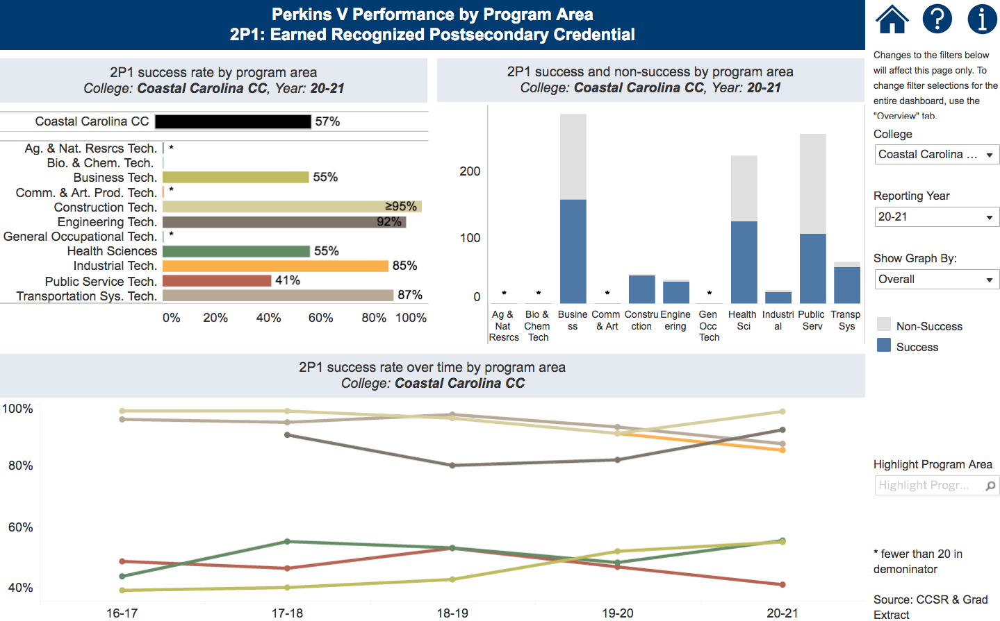 Perkins V Performance by Program Area
2P1: Earned Recognized Postsecondary Credential
Changes to the filters below
will affect this page only. To
change filter selections for the
entire dashboard, use the
"Overview" tab.
College
Coastal Carolina ...
Reporting Year
20-21
Show Graph By:
Overall
Non-Success
Success
Highlight Program Area
Highlight Progr...
* fewer than 20 in
demoninator
Source: CCSR & Grad
Extract
2P1 success rate by program area
College: Coastal Carolina CC, Year: 20-21
Coastal Carolina CC 57%
Ag. & Nat. Resrcs Tech. *
Bio. & Chem. Tech.
Business Tech. 55%
Comm. & Art. Prod. Tech. *
Construction Tech. ≥95%
Engineering Tech. 92%
General Occupational Tech. *
Health Sciences 55%
Industrial Tech. 85%
Public Service Tech. 41%
Transportation Sys. Tech. 87%
0% 20% 40% 60% 80% 100%
2P1 success and non-success by program area
College: Coastal Carolina CC, Year: 20-21
200
100
0
* * * *
Ag & Bio & Busine Comm Constru Engine Gen Health Industri Public Transp
Nat Chem ss & Art ction ering Occ Sci al Serv Sys
Resrcs Tech Tech
2P1 success rate over time by program area
College: Coastal Carolina CC
100%
80%
60%
40%
16-17 17-18 18-19 19-20 20-21